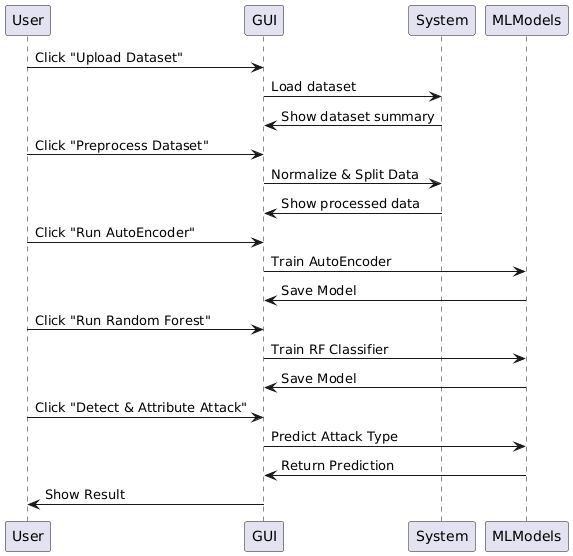 User GUI System MLModels
Click "Upload Dataset"
Load dataset
Show dataset summary
Click "Preprocess Dataset"
Normalize & Split Data
Show processed data
Click "Run AutoEncoder"
Train AutoEncoder
Save Model
Click "Run Random Forest"
Train RF Classifier
Save Model
Click "Detect & Attribute Attack"
Predict Attack Type
Return Prediction
Show Result
User GUI System MLModels